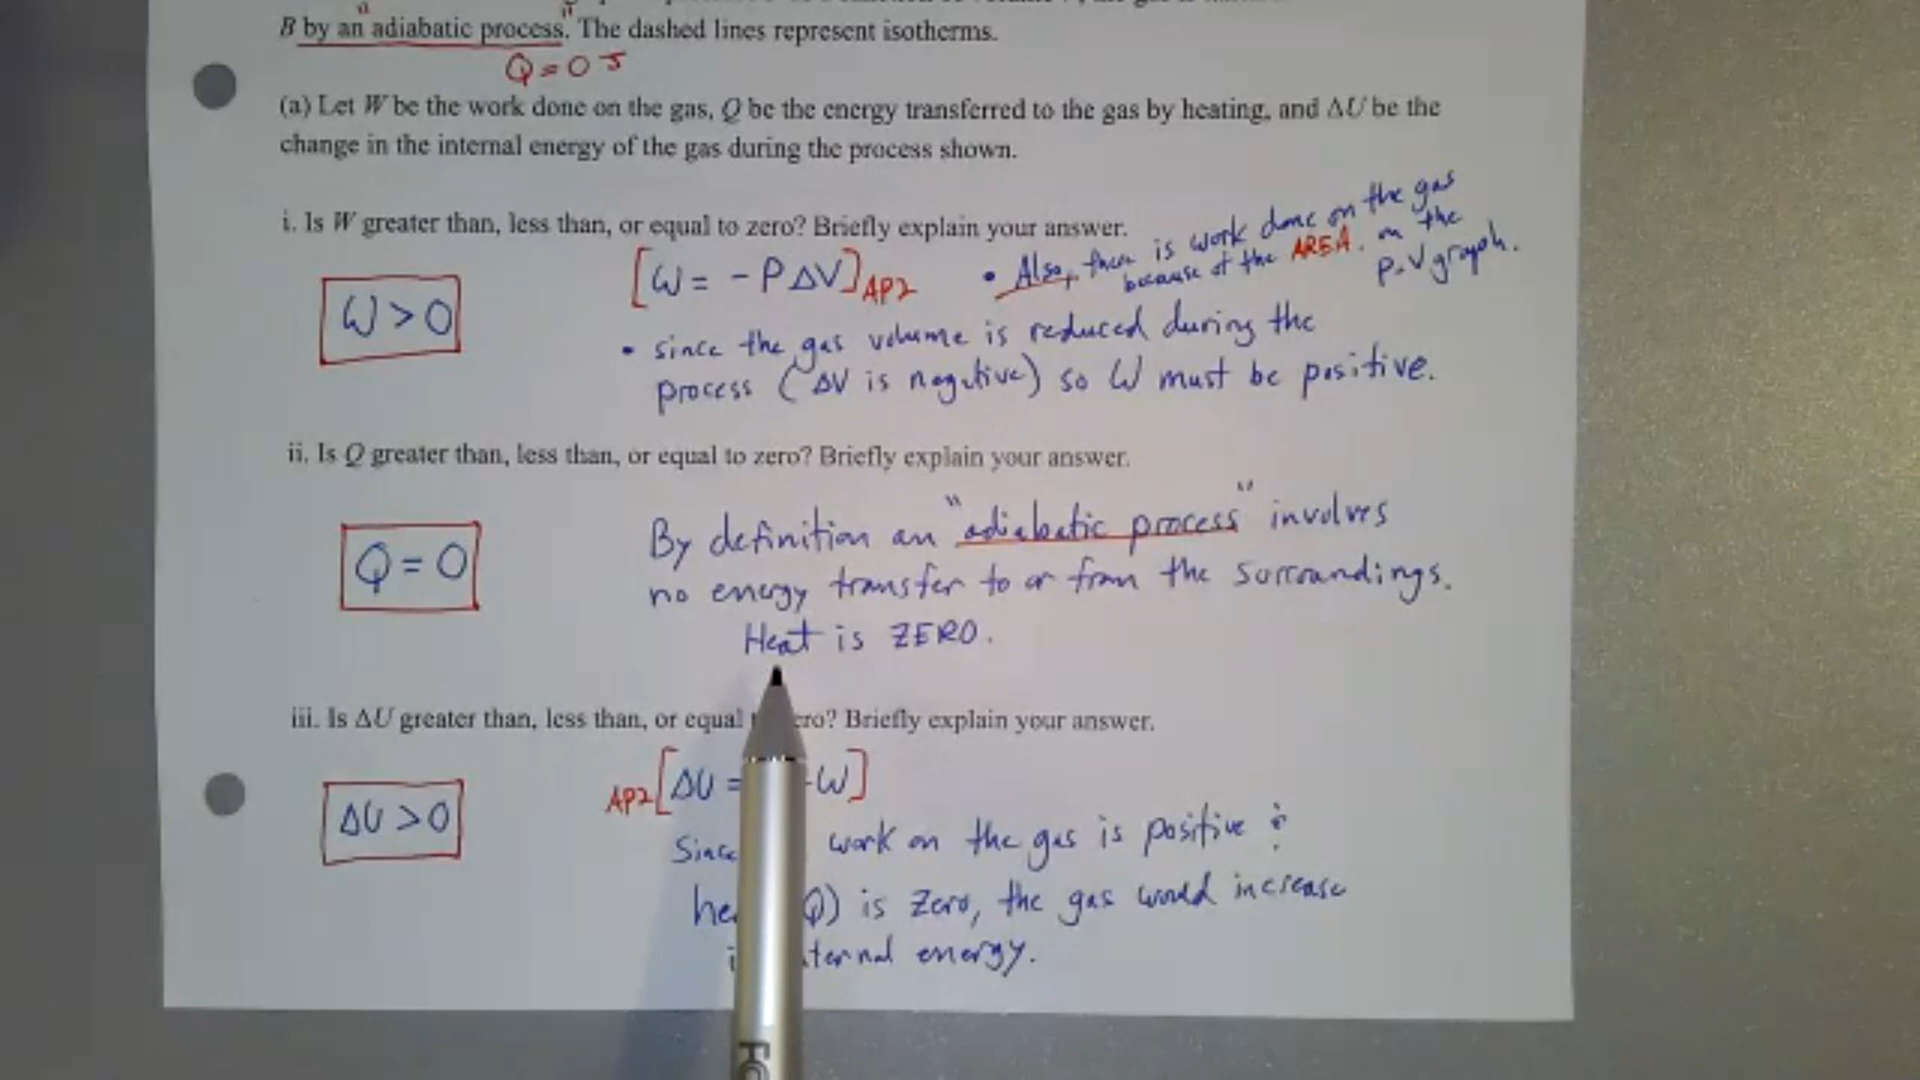 B by an "adiabatic process". The dashed lines represent isotherms.
Q = 0 J
(a) Let W be the work done on the gas, Q be the energy transferred to the gas by heating, and ΔU be the
change in the internal energy of the gas during the process shown.
i. Is W greater than, less than, or equal to zero? Briefly explain your answer.
W > 0
[W = - P ΔV] AP2
• Also, there is work done on the gas
because of the AREA. on the
P-V graph.
• since the gas volume is reduced during the
process (ΔV is negative) so W must be positive.
ii. Is Q greater than, less than, or equal to zero? Briefly explain your answer.
Q = 0
By definition an "adiabatic process" involves
no energy transfer to or from the surroundings.
Heat is ZERO.
iii. Is ΔU greater than, less than, or equal zero? Briefly explain your answer.
ΔU > 0
AP2 [ΔU = W]
Since work on the gas is positive &
(Q) is zero, the gas would increase
energy.